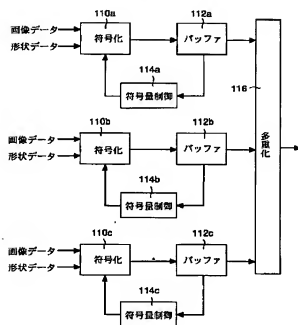 110a
112a
画像データ
形状データ
符号化
バッファ
114a
符号量制御
116
110b
112b
画像データ
形状データ
符号化
バッファ
多重化
114b
符号量制御
110c
112c
画像データ
形状データ
符号化
バッファ
114c
符号量制御